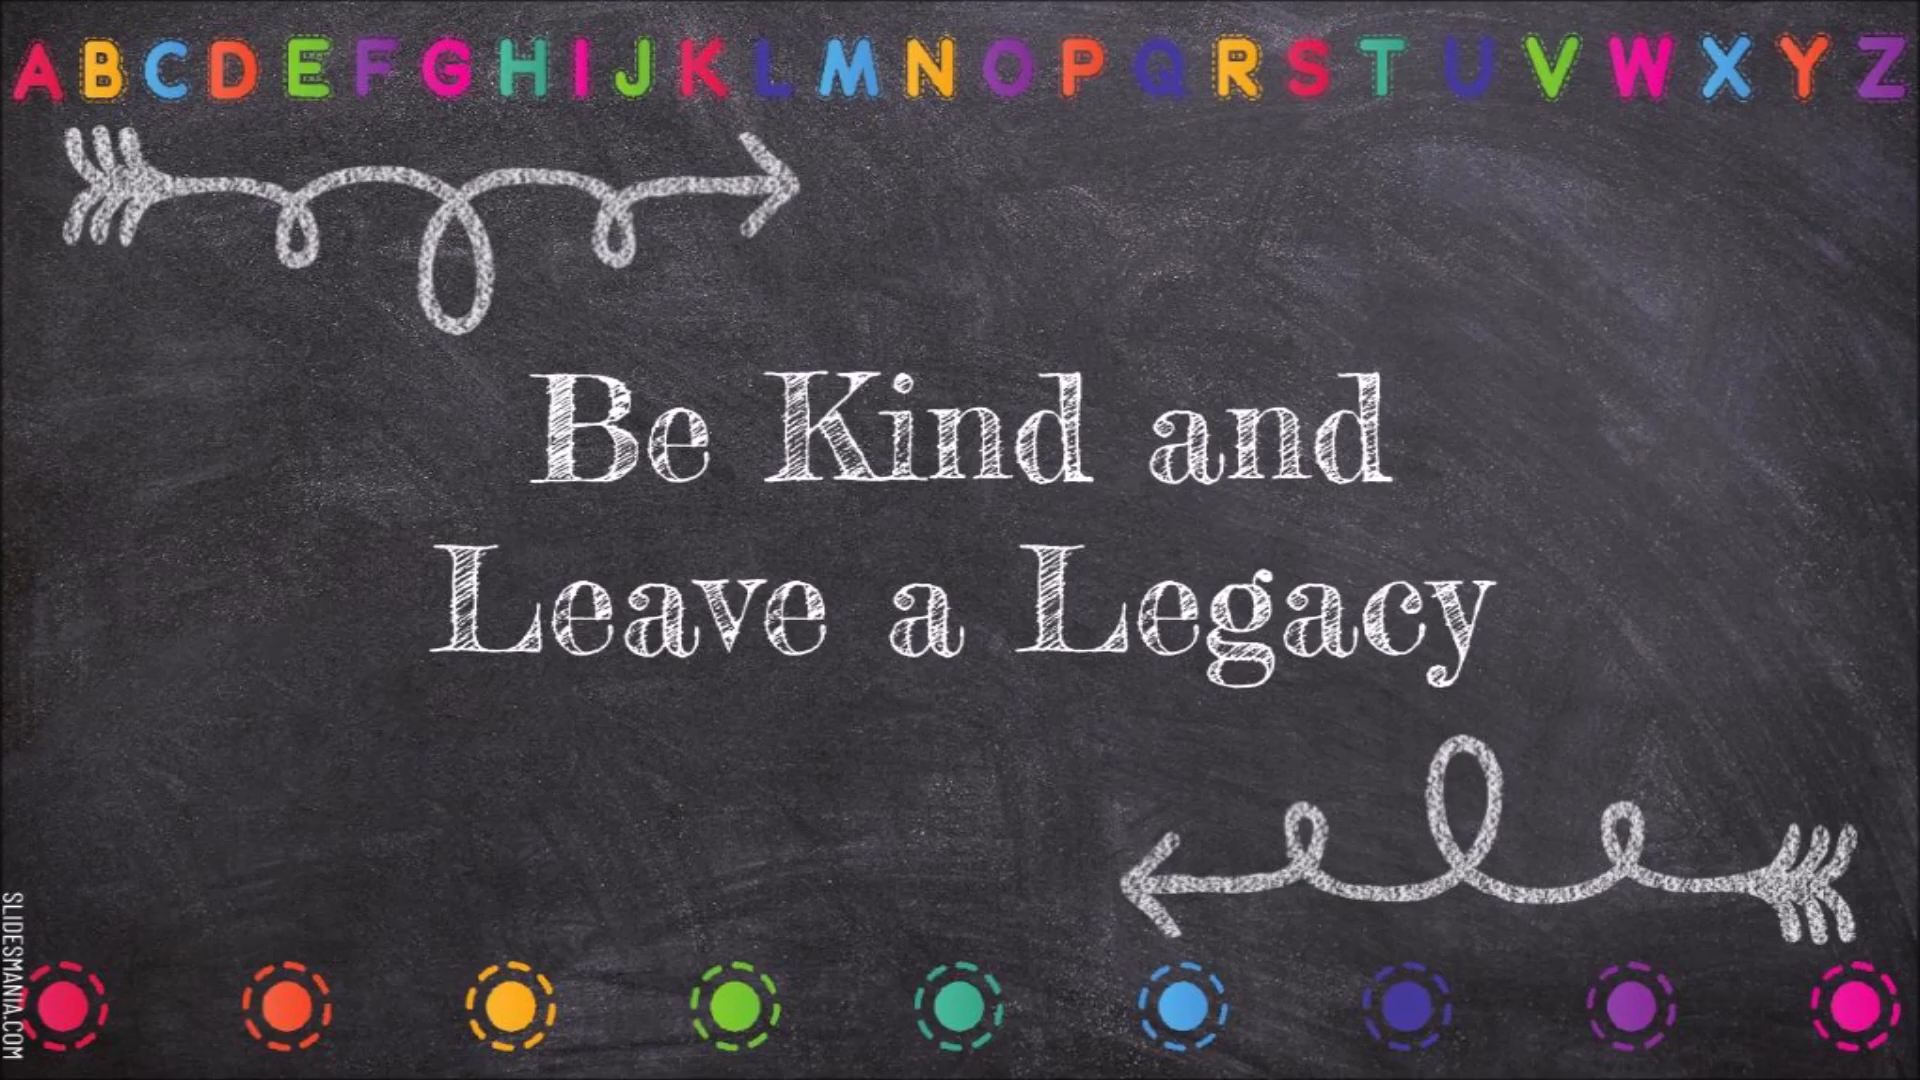 ABCDEFGHIJKLMNOPQRSTUVWXYZ
Be Kind and
Leave a Legacy
SLIDESMANIA.COM